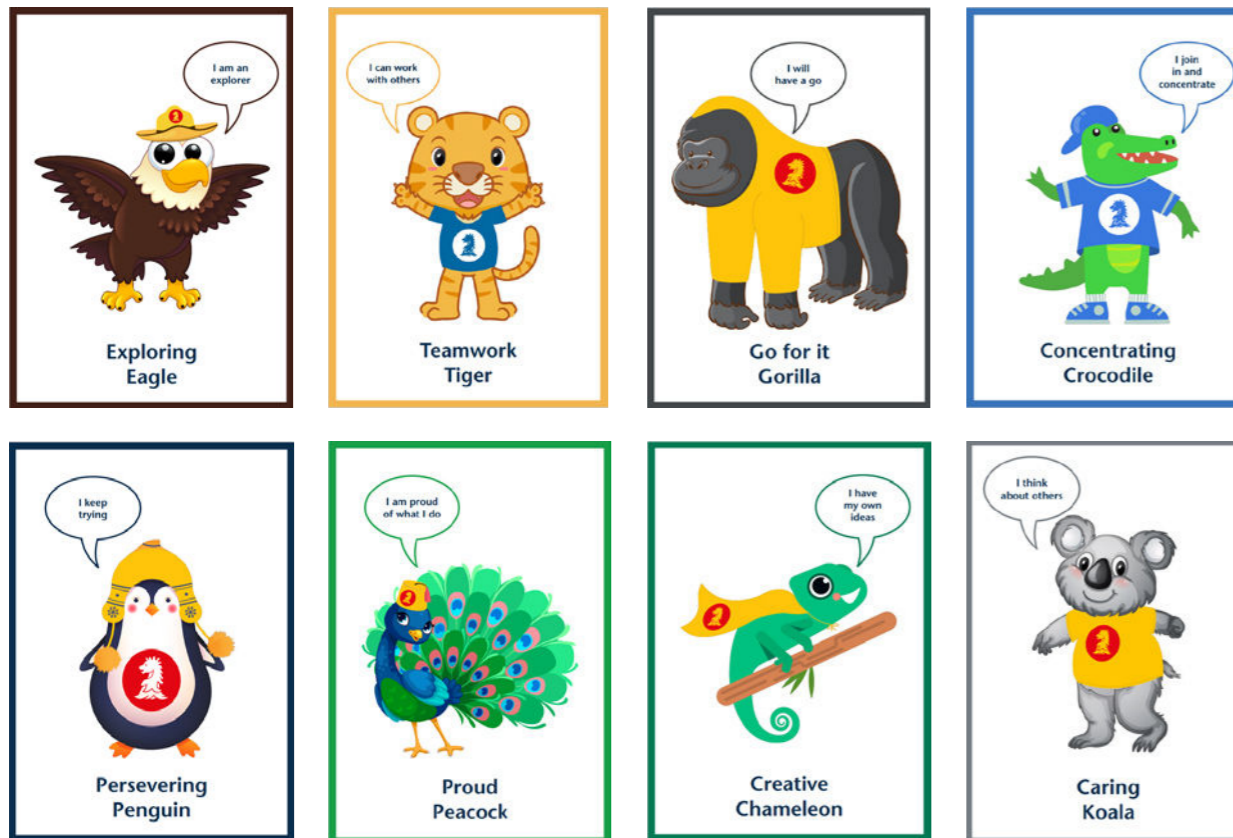 I am an
explorer
Exploring
Eagle
I can work
with others
Teamwork
Tiger
I will
have a go
Go for it
Gorilla
I join
in and
concentrate
Concentrating
Crocodile
I keep
trying
Persevering
Penguin
I am proud
of what I do
Proud
Peacock
I have
my own
ideas
Creative
Chameleon
I think
about others
Caring
Koala